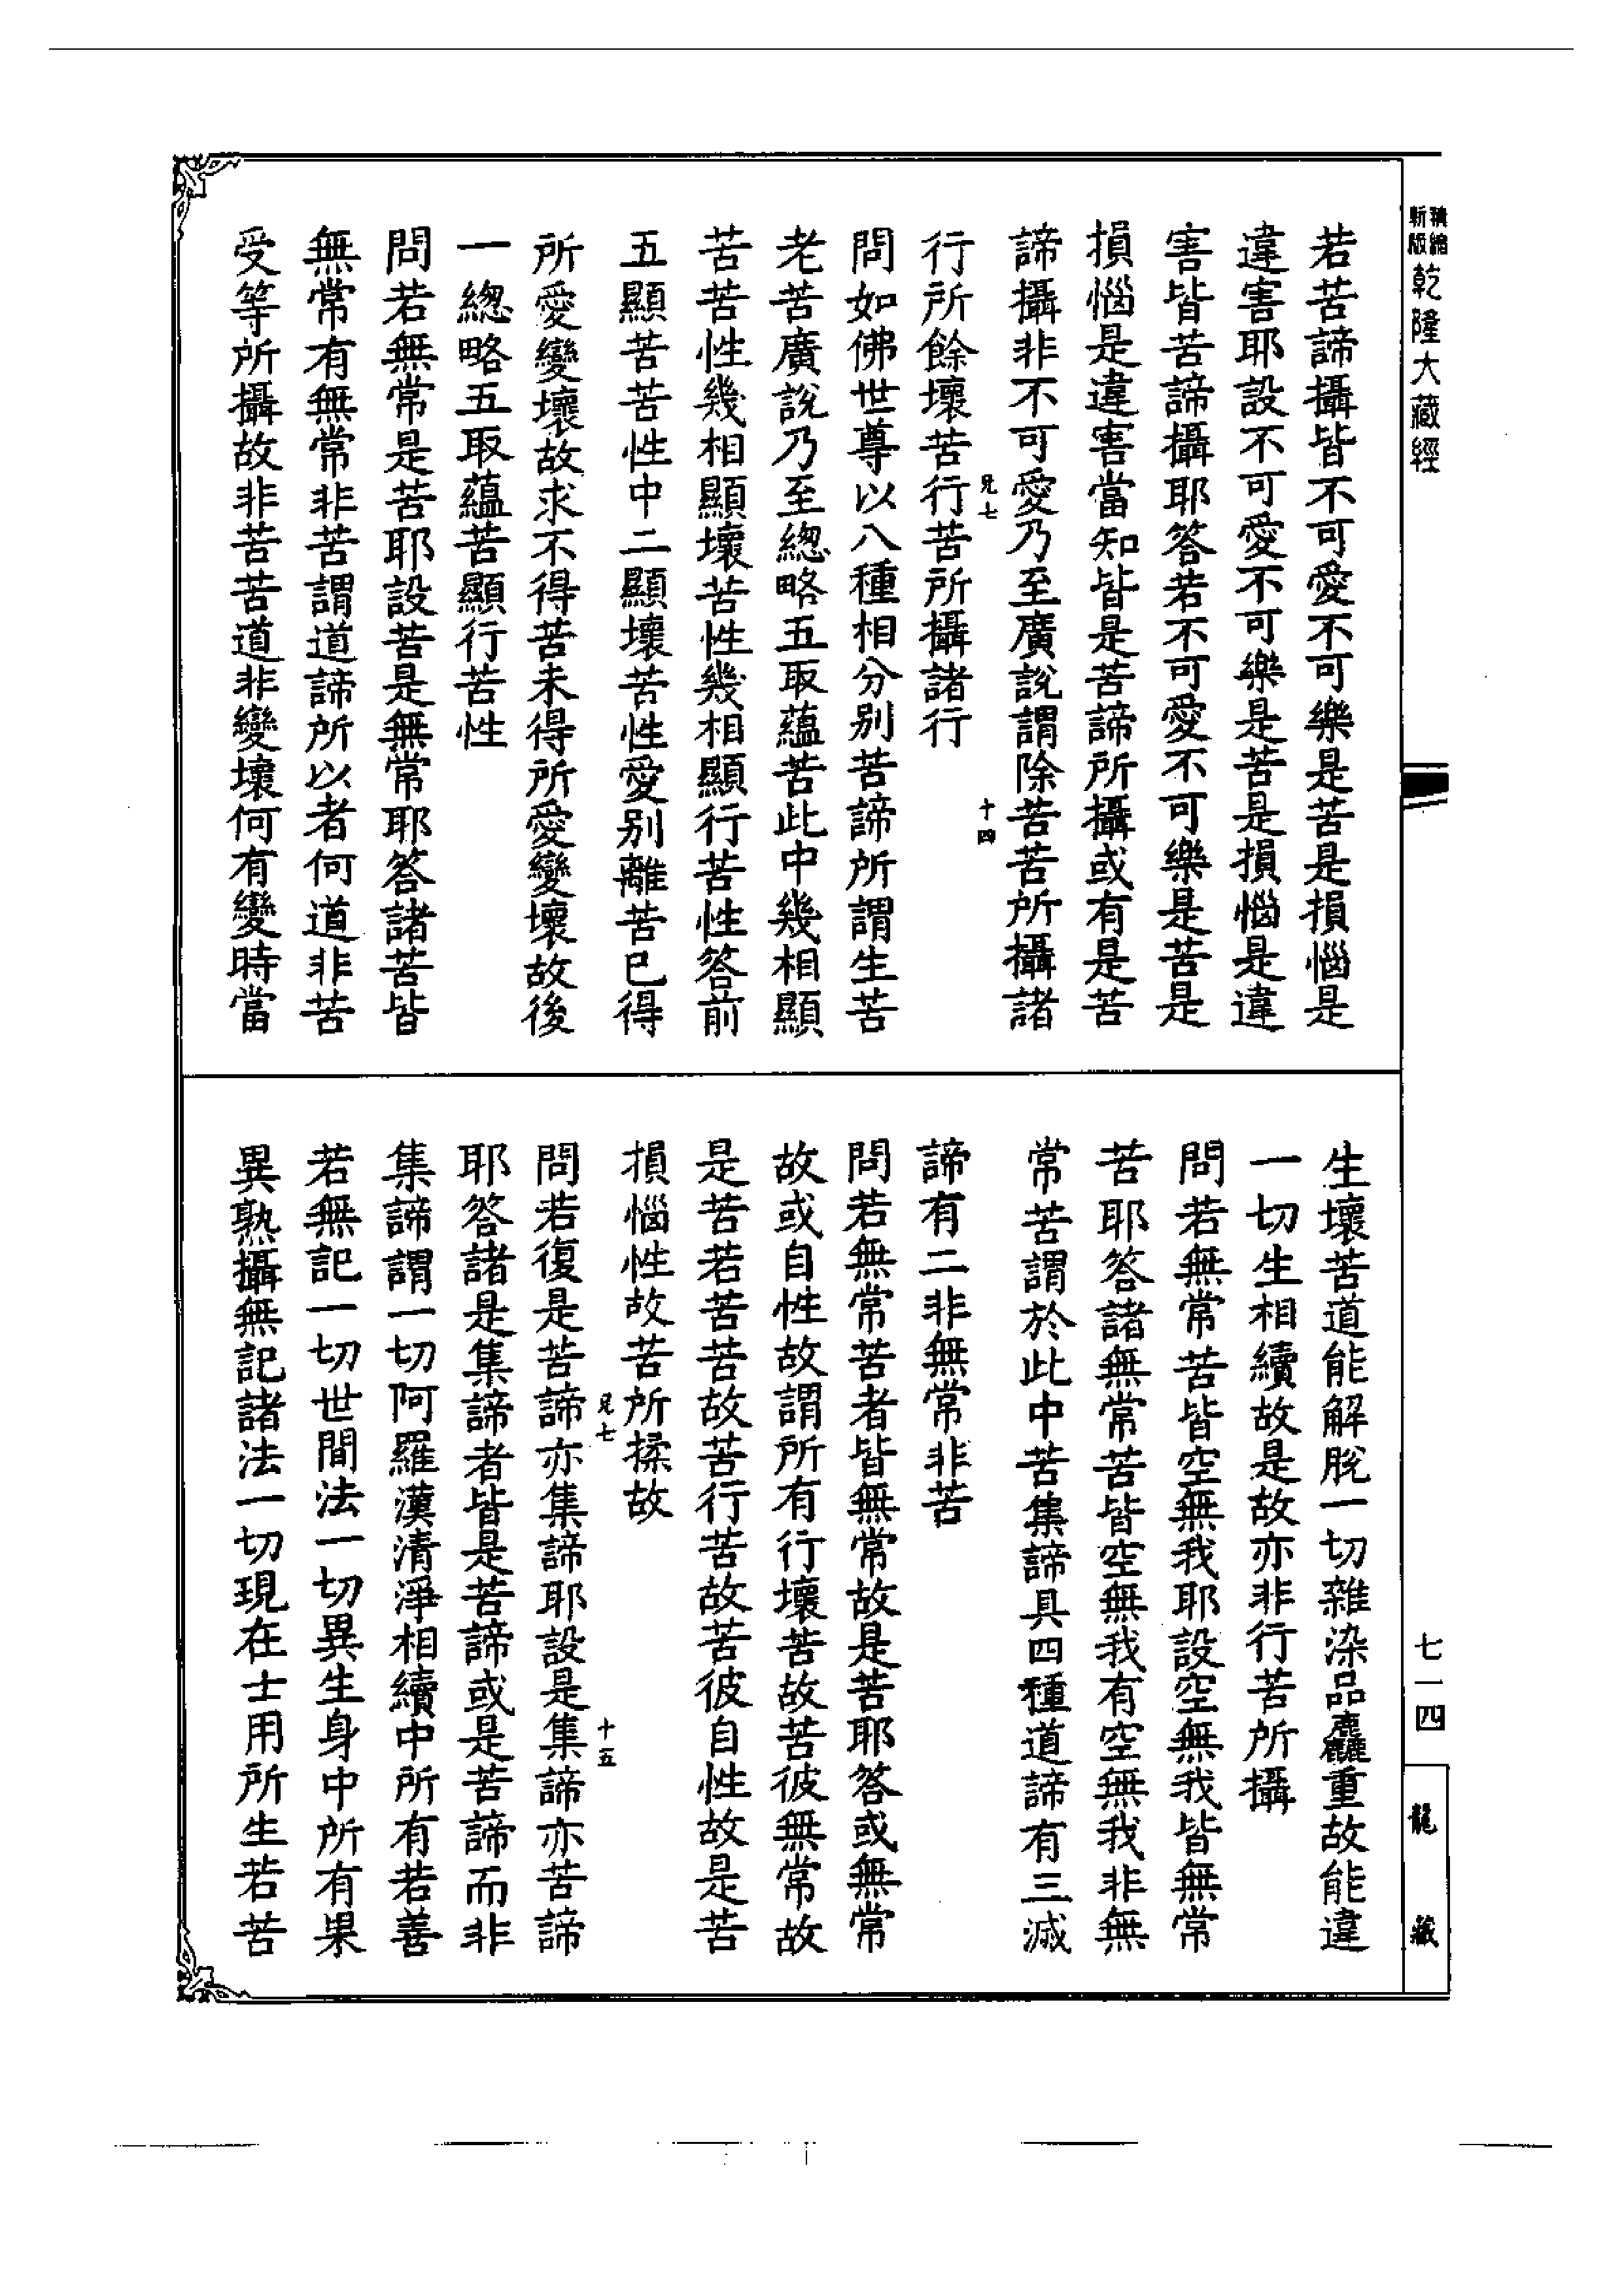 精縮
新版
乾隆大藏經
若苦諦攝皆不可愛不可樂是苦是損惱是
違害耶設不可愛不可樂是苦是損惱是違
害皆苦諦攝耶答若不可愛不可樂是苦是
損惱是違害當知皆是苦諦所攝或有是苦
諦攝非不可愛乃至廣說謂除苦苦所攝諸
兄七
十四
行所餘壞苦行苦所攝諸行
問如佛世尊以八種相分別苦諦所謂生苦
老苦廣說乃至緫略五取蘊苦此中幾相顯
苦苦性幾相顯壞苦性幾相顯行苦性答前
五顯苦苦性中二顯壞苦性愛別離苦已得
所愛變壞故求不得苦未得所愛變壞故後
一緫略五取蘊苦顯行苦性
問若無常是苦耶設苦是無常耶答諸苦皆
無常有無常非苦謂道諦所以者何道非苦
受等所攝故非苦苦道非變壞何有變時當
生壞苦道能解脫一切雜染品麤重故能違
一切生相續故是故亦非行苦所攝
問若無常苦皆空無我耶設空無我皆無常
苦耶答諸無常苦皆空無我有空無我非無
常苦謂於此中苦集諦具四種道諦有三滅
諦有二非無常非苦
問若無常苦者皆無常故是苦耶答或無常
故或自性故謂所有行壞苦故苦彼無常故
是苦若苦苦故苦行苦故苦彼自性故是苦
損惱性故苦所揉故
兄七
十五
問若復是苦諦亦集諦耶設是集諦亦苦諦
耶答諸是集諦者皆是苦諦或是苦諦而非
集諦謂一切阿羅漢清淨相續中所有若善
若無記一切世間法一切異生身中所有果
異熟攝無記諸法一切現在士用所生若苦
七一四
龍藏